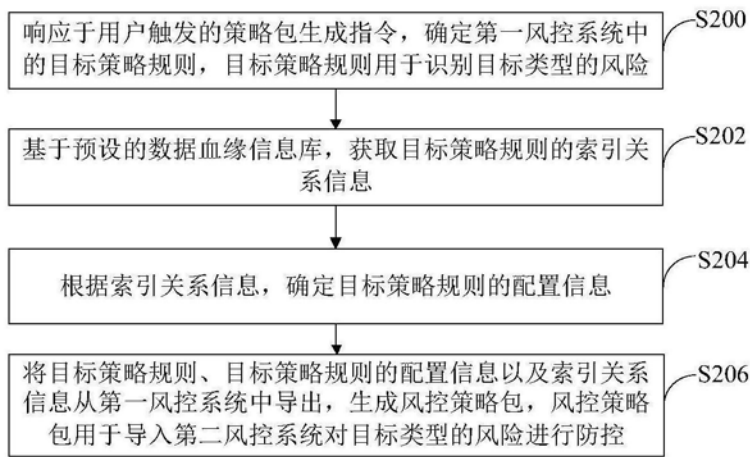 响应于用户触发的策略包生成指令，确定第一风控系统中
的目标策略规则，目标策略规则用于识别目标类型的风险
S200
基于预设的数据血缘信息库，获取目标策略规则的索引关
系信息
S202
根据索引关系信息，确定目标策略规则的配置信息
S204
将目标策略规则、目标策略规则的配置信息以及索引关系
信息从第一风控系统中导出，生成风控策略包，风控策略
包用于导入第二风控系统对目标类型的风险进行防控
S206